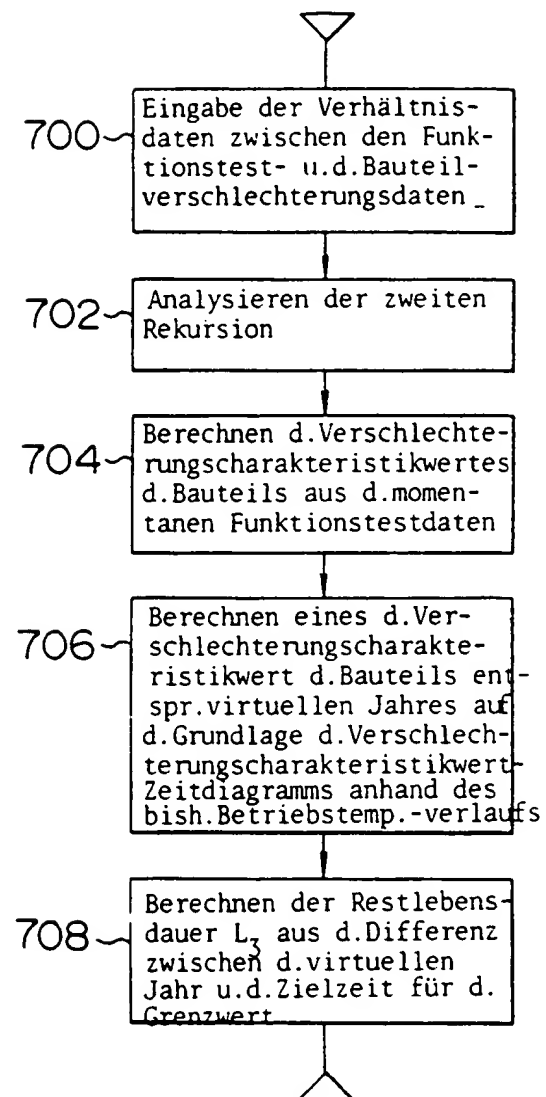 700
Eingabe der Verhältnis-
daten zwischen den Funk-
tionstest- u.d.Bauteil-
verschlechterungsdaten
702
Analysieren der zweiten
Rekursion
704
Berechnen d.Verschlechte-
rungscharakteristikwertes
d.Bauteils aus d.momen-
tanen Funktionstestdaten
706
Berechnen eines d.Ver-
schlechterungscharakte-
ristikwert d.Bauteils ent-
spr.virtuellen Jahres auf
d.Grundlage d.Verschlech-
terungscharakteristikwert-
Zeitdiagramms anhand des
bish.Betriebstemp.-verlaufs
708
Berechnen der Restlebens-
dauer L3 aus d.Differenz
zwischen d.virtuellen
Jahr u.d.Zielzeit für d.
Grenzwert